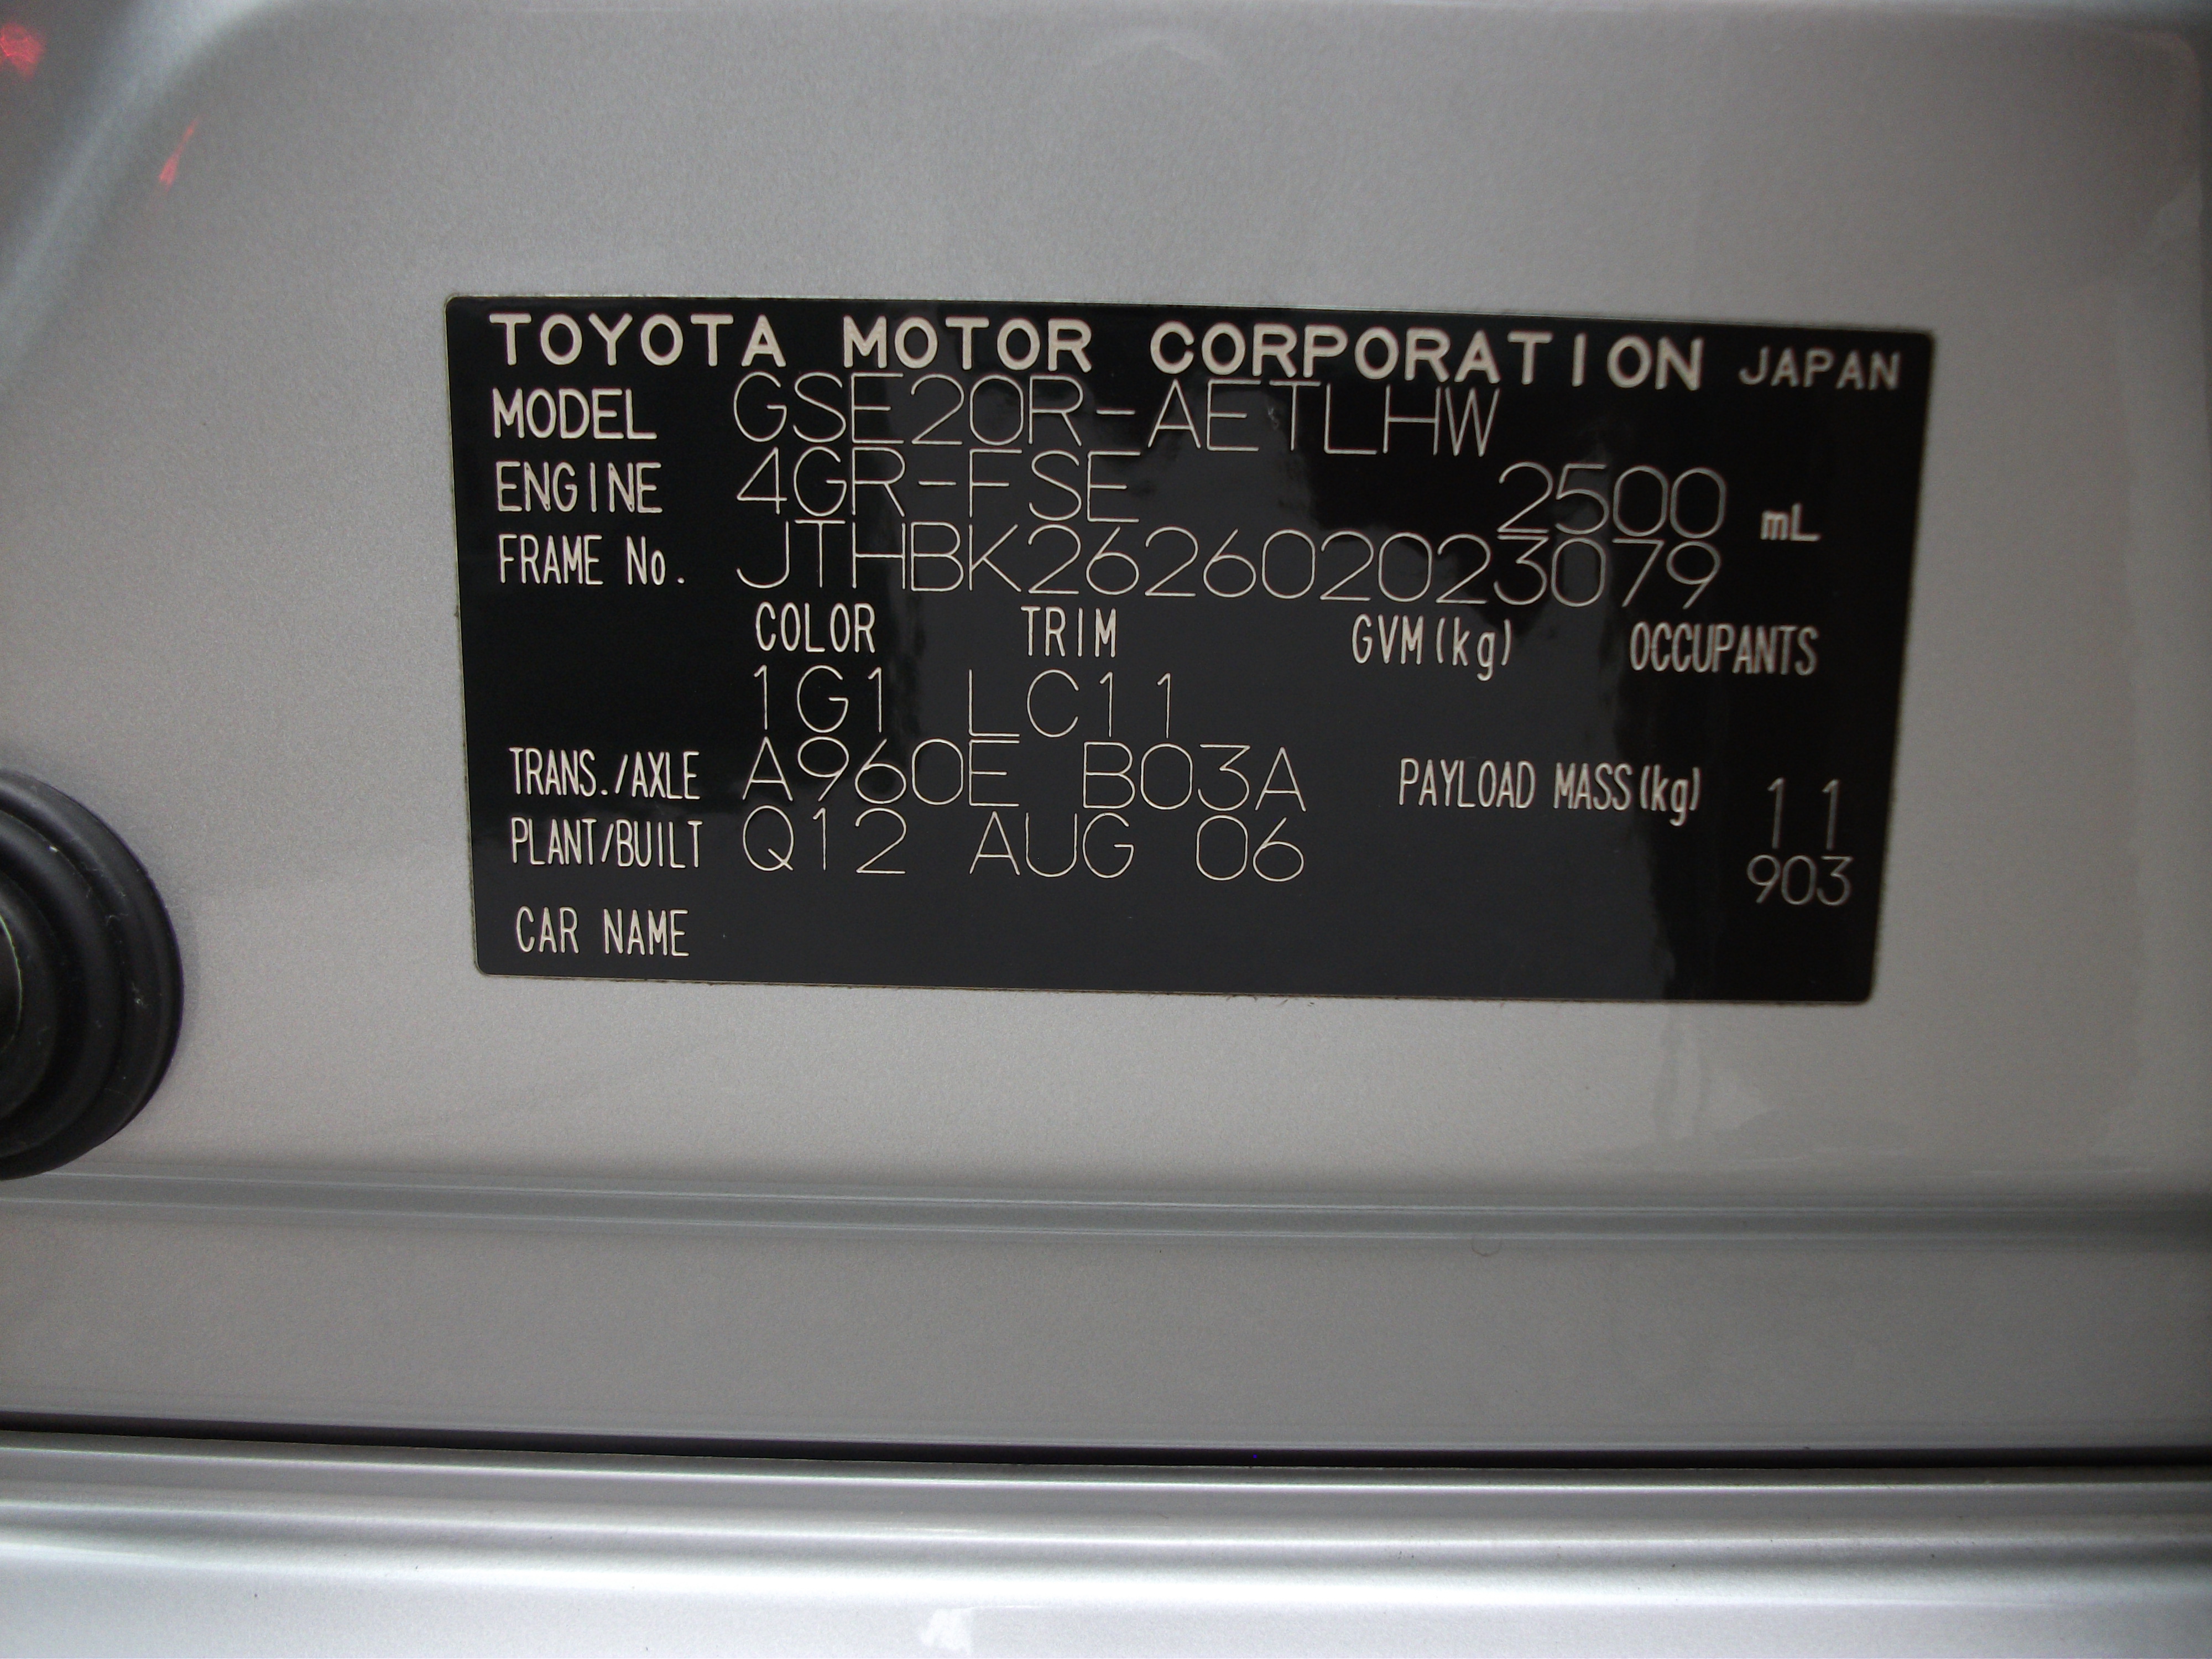 TOYOTA MOTOR CORPORATION JAPAN
MODEL GSE20R-AETLHW
ENGINE 4GR-FSE 2500 mL
FRAME No. JTHBK262602023079
COLOR TRIM GVM(kg) OCCUPANTS
1G1 LC11
TRANS./AXLE A960E B03A PAYLOAD MASS(kg) 11
PLANT/BUILT Q12 AUG 06 903
CAR NAME